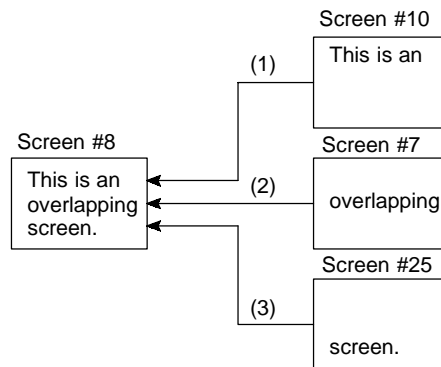 Screen #10
This is an
(1)
Screen #8
This is an
overlapping
screen.
(2)
Screen #7
overlapping
Screen #25
(3)
screen.